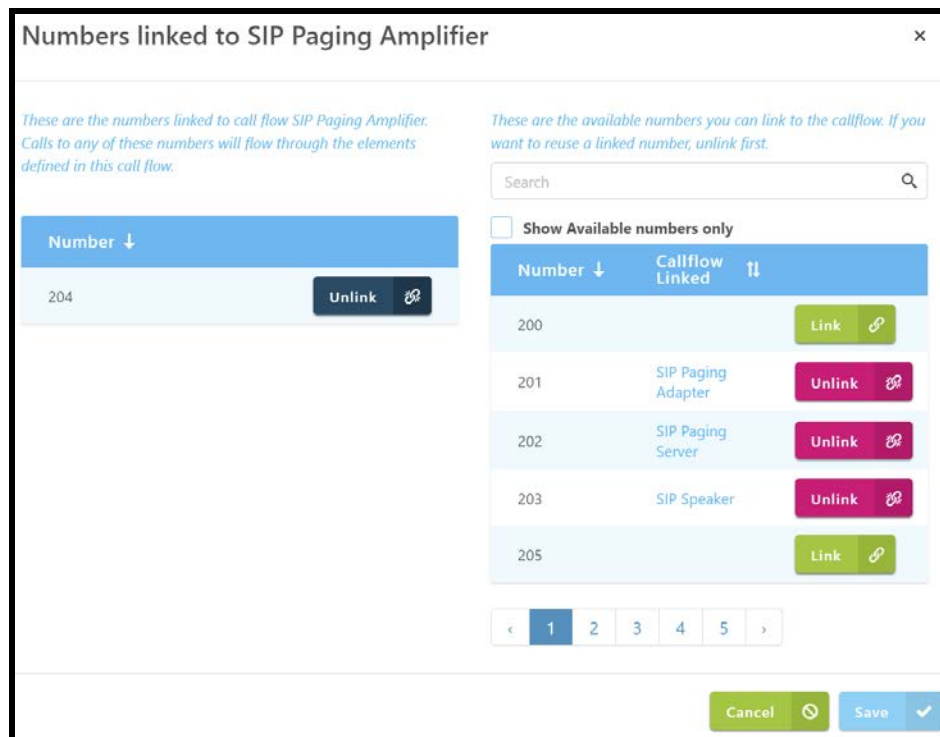 Numbers linked to SIP Paging Amplifier
These are the numbers linked to call flow SIP Paging Amplifier.
Calls to any of these numbers will flow through the elements
defined in this call flow.
Number
204 Unlink
These are the available numbers you can link to the callflow. If you
want to reuse a linked number, unlink first.
Search
Show Available numbers only
Number Callflow
Linked
200 Link
201 SIP Paging
Adapter Unlink
202 SIP Paging
Server Unlink
203 SIP Speaker Unlink
205 Link
‹ 1 2 3 4 5 ›
Cancel Save